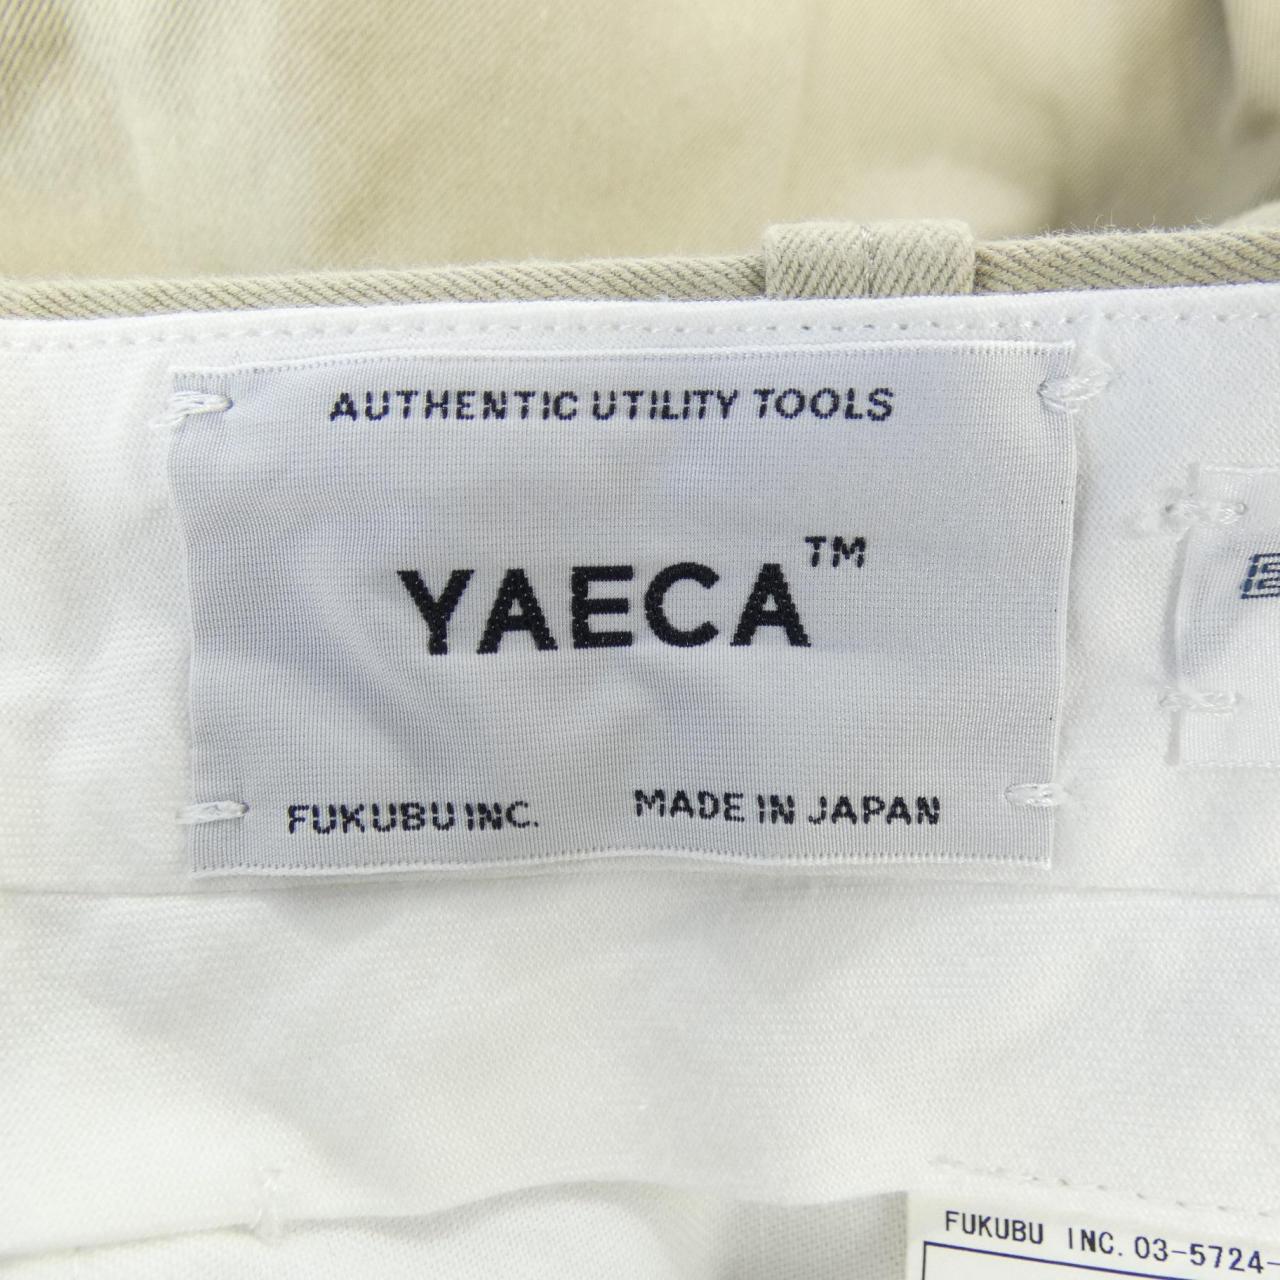 AUTHENTIC UTILITY TOOLS
YAECA™
FUKUBU INC. MADE IN JAPAN
FUKUBU INC. 03-5724-